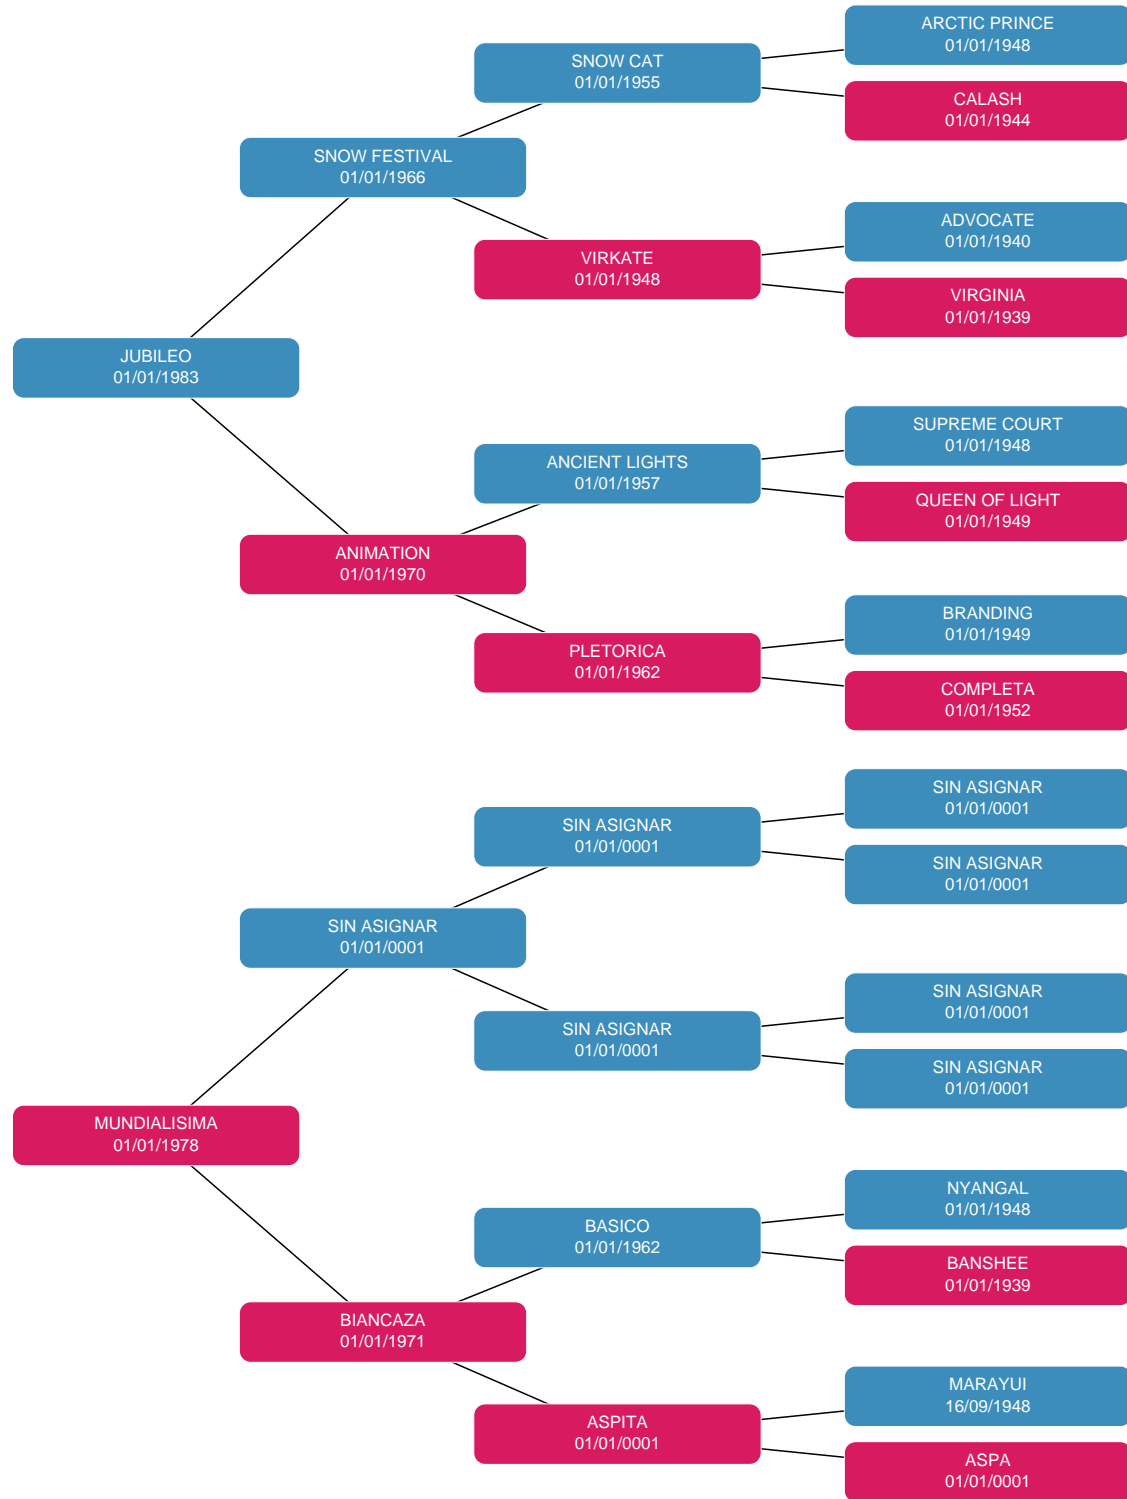 ARCTIC PRINCE
01/01/1948
SNOW CAT
01/01/1955
CALASH
01/01/1944
SNOW FESTIVAL
01/01/1966
ADVOCATE
01/01/1940
VIRKATE
01/01/1948
VIRGINIA
01/01/1939
JUBILEO
01/01/1983
SUPREME COURT
01/01/1948
ANCIENT LIGHTS
01/01/1957
QUEEN OF LIGHT
01/01/1949
ANIMATION
01/01/1970
BRANDING
01/01/1949
PLETORICA
01/01/1962
COMPLETA
01/01/1952
SIN ASIGNAR
01/01/0001
SIN ASIGNAR
01/01/0001
SIN ASIGNAR
01/01/0001
SIN ASIGNAR
01/01/0001
SIN ASIGNAR
01/01/0001
SIN ASIGNAR
01/01/0001
SIN ASIGNAR
01/01/0001
MUNDIALISIMA
01/01/1978
NYANGAL
01/01/1948
BASICO
01/01/1962
BANSHEE
01/01/1939
BIANCAZA
01/01/1971
MARAYUI
16/09/1948
ASPITA
01/01/0001
ASPA
01/01/0001